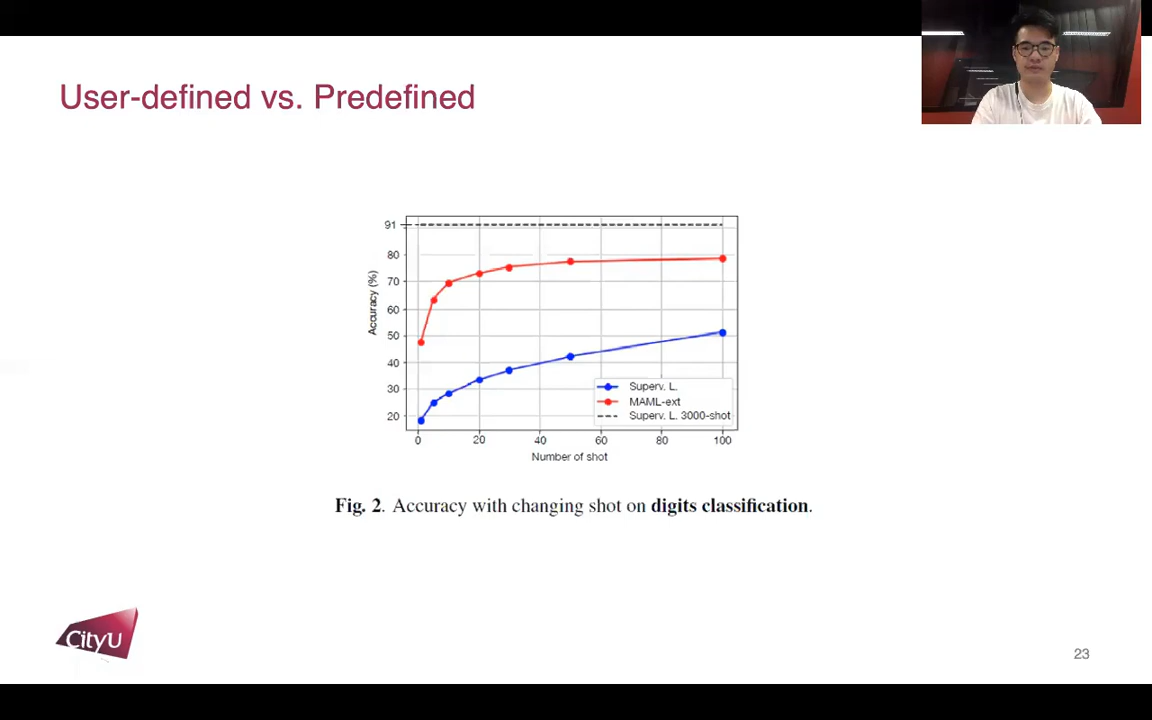 User-defined vs. Predefined
91
80
70
60
50
40
30
20
Accuracy (%)
0 20 40 60 80 100
Number of shot
Superv. L.
MAML-ext
Superv. L. 3000-shot
Fig. 2. Accuracy with changing shot on digits classification.
CityU
23